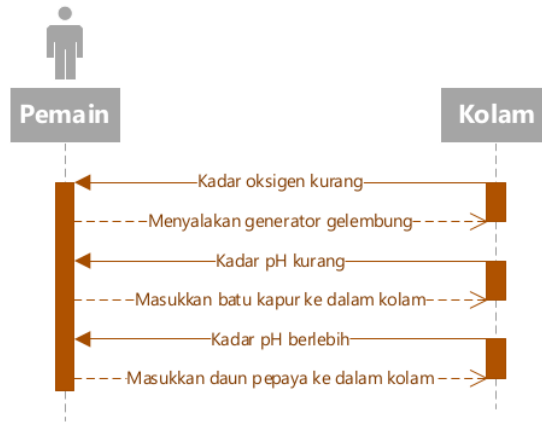 Pemain
Kolam
Kadar oksigen kurang
Menyalakan generator gelembung
Kadar pH kurang
Masukkan batu kapur ke dalam kolam
Kadar pH berlebih
Masukkan daun pepaya ke dalam kolam